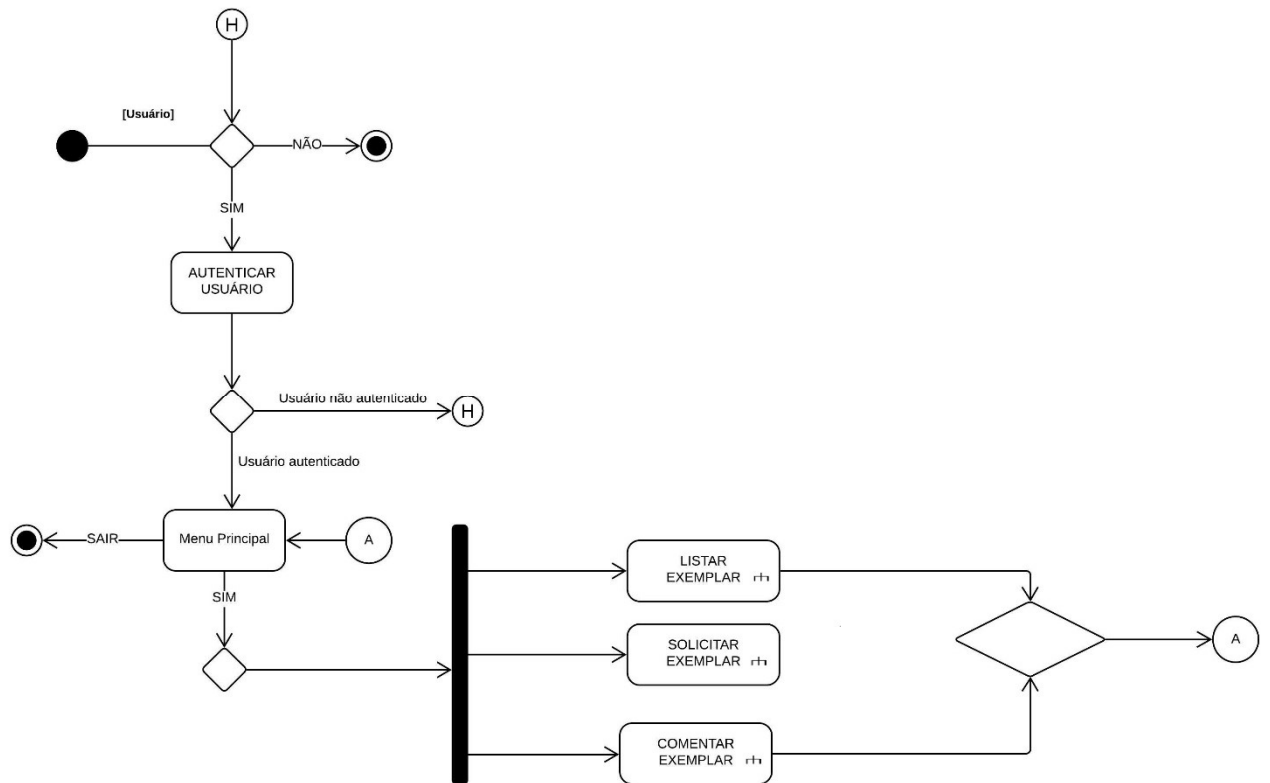 H
[Usuário]
NÃO
SIM
AUTENTICAR
USUÁRIO
Usuário não autenticado
H
Usuário autenticado
SAIR
Menu Principal
A
SIM
LISTAR
EXEMPLAR
SOLICITAR
EXEMPLAR
A
COMENTAR
EXEMPLAR